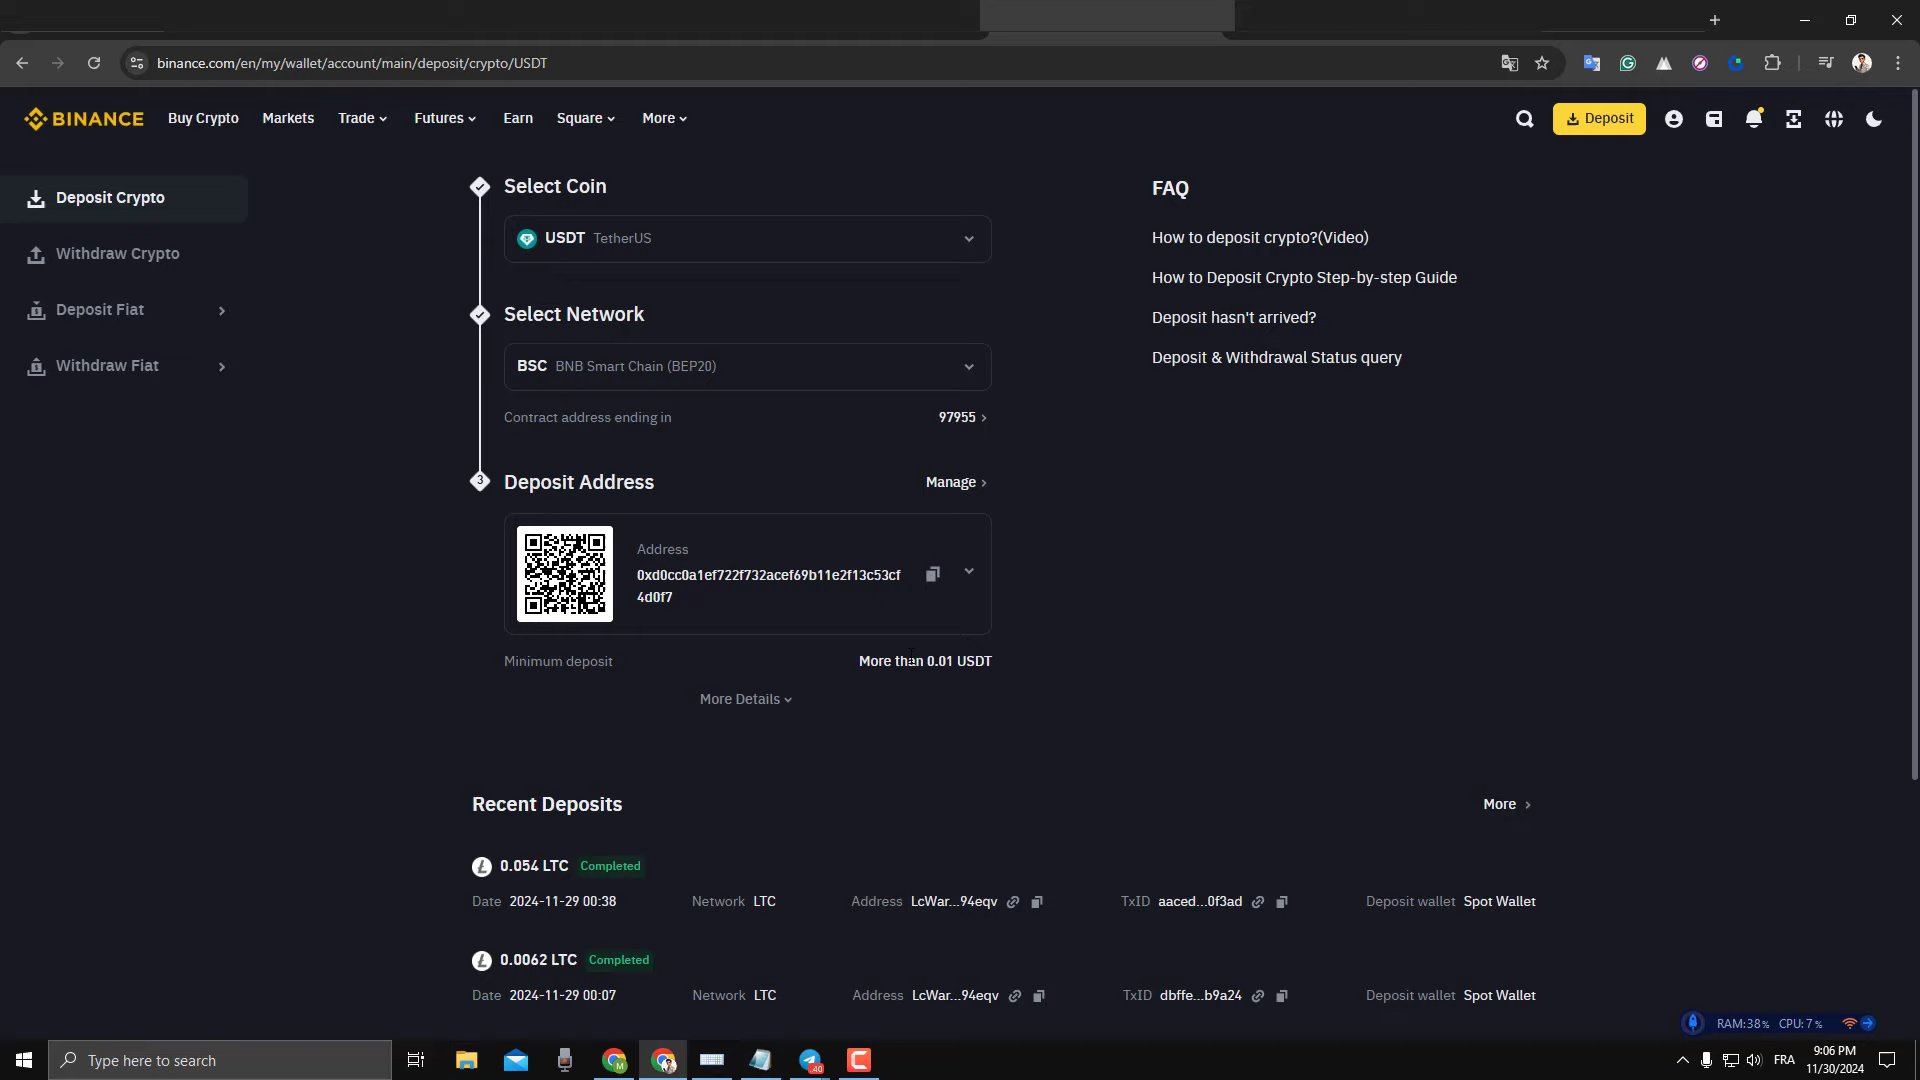 binance.com/en/my/wallet/account/main/deposit/crypto/USDT
BINANCE Buy Crypto Markets Trade Futures Earn Square More Deposit
Deposit Crypto
Withdraw Crypto
Deposit Fiat
Withdraw Fiat
Select Coin
USDT TetherUS
Select Network
BSC BNB Smart Chain (BEP20)
Contract address ending in 97955
3 Deposit Address Manage
Address
0xd0cc0a1ef722f732acef69b11e2f13c53cf
4d0f7
Minimum deposit More than 0.01 USDT
More Details
FAQ
How to deposit crypto?(Video)
How to Deposit Crypto Step-by-step Guide
Deposit hasn't arrived?
Deposit & Withdrawal Status query
Recent Deposits More
0.054 LTC Completed
Date 2024-11-29 00:38 Network LTC Address LcWar...94eqv TxID aaced...0f3ad Deposit wallet Spot Wallet
0.0062 LTC Completed
Date 2024-11-29 00:07 Network LTC Address LcWar...94eqv TxID dbffe...b9a24 Deposit wallet Spot Wallet
RAM:38% CPU:7%
Type here to search
40
FRA
9:06 PM
11/30/2024